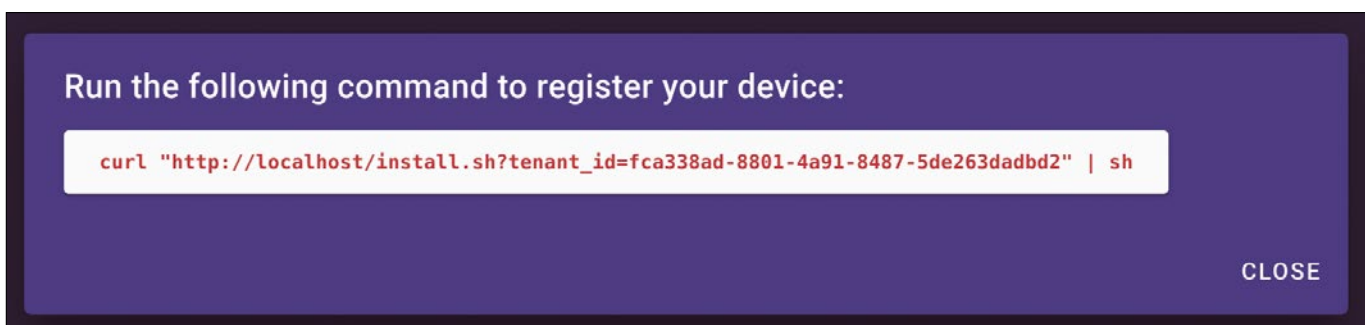 Run the following command to register your device:
curl "http://localhost/install.sh?tenant_id=fca338ad-8801-4a91-8487-5de263dadbd2" | sh
CLOSE